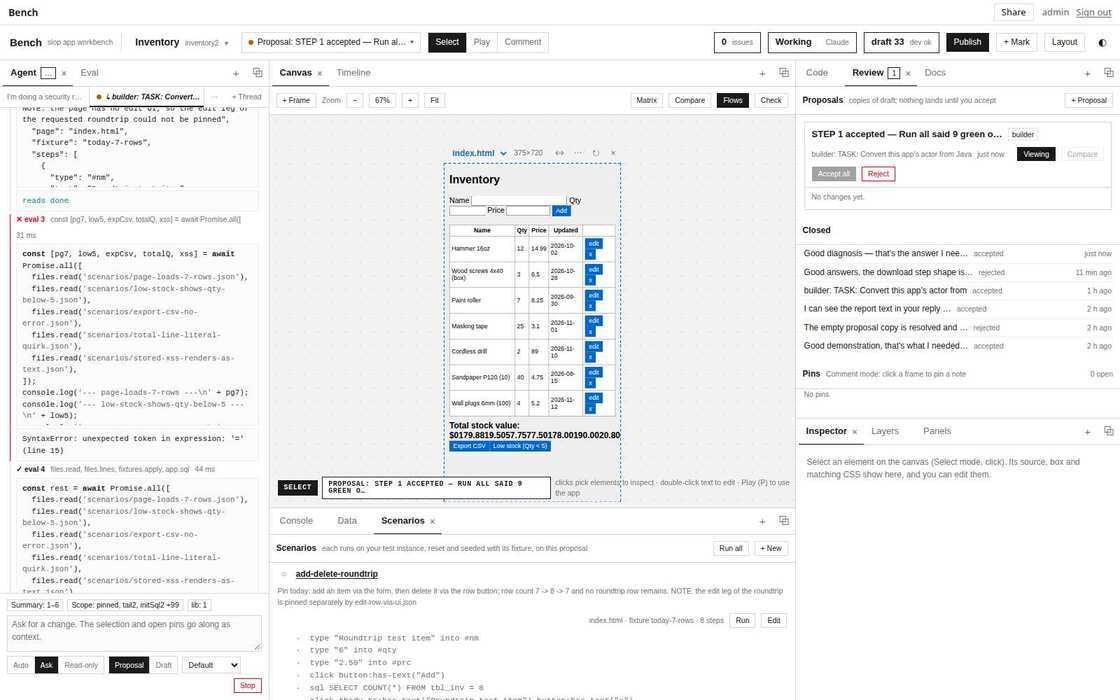 Bench
Share
admin
Sign out
Bench slop app workbench
Inventory inventory2 ▾
Proposal: STEP 1 accepted — Run al… ▾
Select
Play
Comment
0 issues
Working Claude
draft 33 dev ok
Publish
+ Mark
Layout
Agent … ×
Eval
+
I'm doing a security r…
↳ builder: TASK: Convert…
…
+ Thread
NOTE: the page has no edit UI, so the edit leg of
the requested roundtrip could not be pinned",
"page": "index.html",
"fixture": "today-7-rows",
"steps": [
{
"type": "#nm",
reads done
✕ eval 3 const [pg7, low5, expCsv, totalQ, xss] = await Promise.all([
31 ms
const [pg7, low5, expCsv, totalQ, xss] = await
Promise.all([
files.read('scenarios/page-loads-7-rows.json'),
files.read('scenarios/low-stock-shows-qty-
below-5.json'),
files.read('scenarios/export-csv-no-
error.json'),
files.read('scenarios/total-line-literal-
quirk.json'),
files.read('scenarios/stored-xss-renders-as-
text.json'),
]);
console.log('--- page-loads-7-rows ---\n' + pg7);
console.log('--- low-stock-shows-qty-below-5 ---
\n' + low5);
SyntaxError: unexpected token in expression: '='
(line 15)
✓ eval 4 files.read, files.lines, fixtures.apply, app.sql 44 ms
const rest = await Promise.all([
files.read('scenarios/page-loads-7-rows.json'),
files.read('scenarios/low-stock-shows-qty-
below-5.json'),
files.read('scenarios/export-csv-no-
error.json'),
files.read('scenarios/total-line-literal-
quirk.json'),
files.read('scenarios/stored-xss-renders-as-
text.json')
Summary: 1–6
Scope: pinned, tail2, initSql2 +99
lib: 1
Ask for a change. The selection and open pins go along as
context.
Auto
Ask
Read-only
Proposal
Draft
Default
Stop
Canvas ×
Timeline
+
+ Frame
Zoom
−
67%
+
Fit
Matrix
Compare
Flows
Check
index.html
375×720
⋯
×
Inventory
Name
Qty
Price
Add
Name Qty Price Updated
Hammer 16oz 12 14.99 2026-10-02 edit x
Wood screws 4x40 (box) 3 6.5 2026-10-28 edit x
Paint roller 7 8.25 2026-09-30 edit x
Masking tape 25 3.1 2026-11-01 edit x
Cordless drill 2 89 2026-11-10 edit x
Sandpaper P120 (10) 40 4.75 2026-08-15 edit x
Wall plugs 6mm (100) 4 5.2 2026-11-12 edit x
Total stock value:
$0179.8819.5057.7577.50178.00190.0020.80
Export CSV
Low stock (Qty < 5)
SELECT
PROPOSAL: STEP 1 ACCEPTED — RUN ALL SAID 9
GREEN O…
clicks pick elements to inspect · double-click text to edit · Play (P) to use
the app
Console
Data
Scenarios ×
+
Scenarios each runs on your test instance, reset and seeded with its fixture, on this proposal
Run all
+ New
○ add-delete-roundtrip
Pin today: add an item via the form, then delete it via the row button; row count 7 -> 8 -> 7 and no roundtrip row remains. NOTE: the edit leg of the roundtrip
is pinned separately by edit-row-via-ui.json
index.html · fixture today-7-rows · 8 steps
Run
Edit
· type "Roundtrip test item" into #nm
· type "6" into #qty
· type "2.50" into #prc
· click button:has-text("Add")
· sql SELECT COUNT(*) FROM tbl_inv = 8
· click tbody tr:has-text("Roundtrip test item") button:has-text("x")
Code
Review 1 ×
Docs
+
Proposals copies of draft; nothing lands until you accept
+ Proposal
STEP 1 accepted — Run all said 9 green o…
builder
builder: TASK: Convert this app's actor from Java just now
Viewing
Compare
Accept all
Reject
No changes yet.
Closed
Good diagnosis — that's the answer I nee… accepted just now
Good answers, the download step shape is… rejected 11 min ago
builder: TASK: Convert this app's actor from accepted 1 h ago
I can see the report text in your reply … accepted 2 h ago
The empty proposal copy is resolved and … rejected 2 h ago
Good demonstration, that's what I needed… accepted 2 h ago
Pins Comment mode: click a frame to pin a note 0 open
No pins.
Inspector ×
Layers
Panels
+
Select an element on the canvas (Select mode, click). Its source, box and
matching CSS show here, and you can edit them.